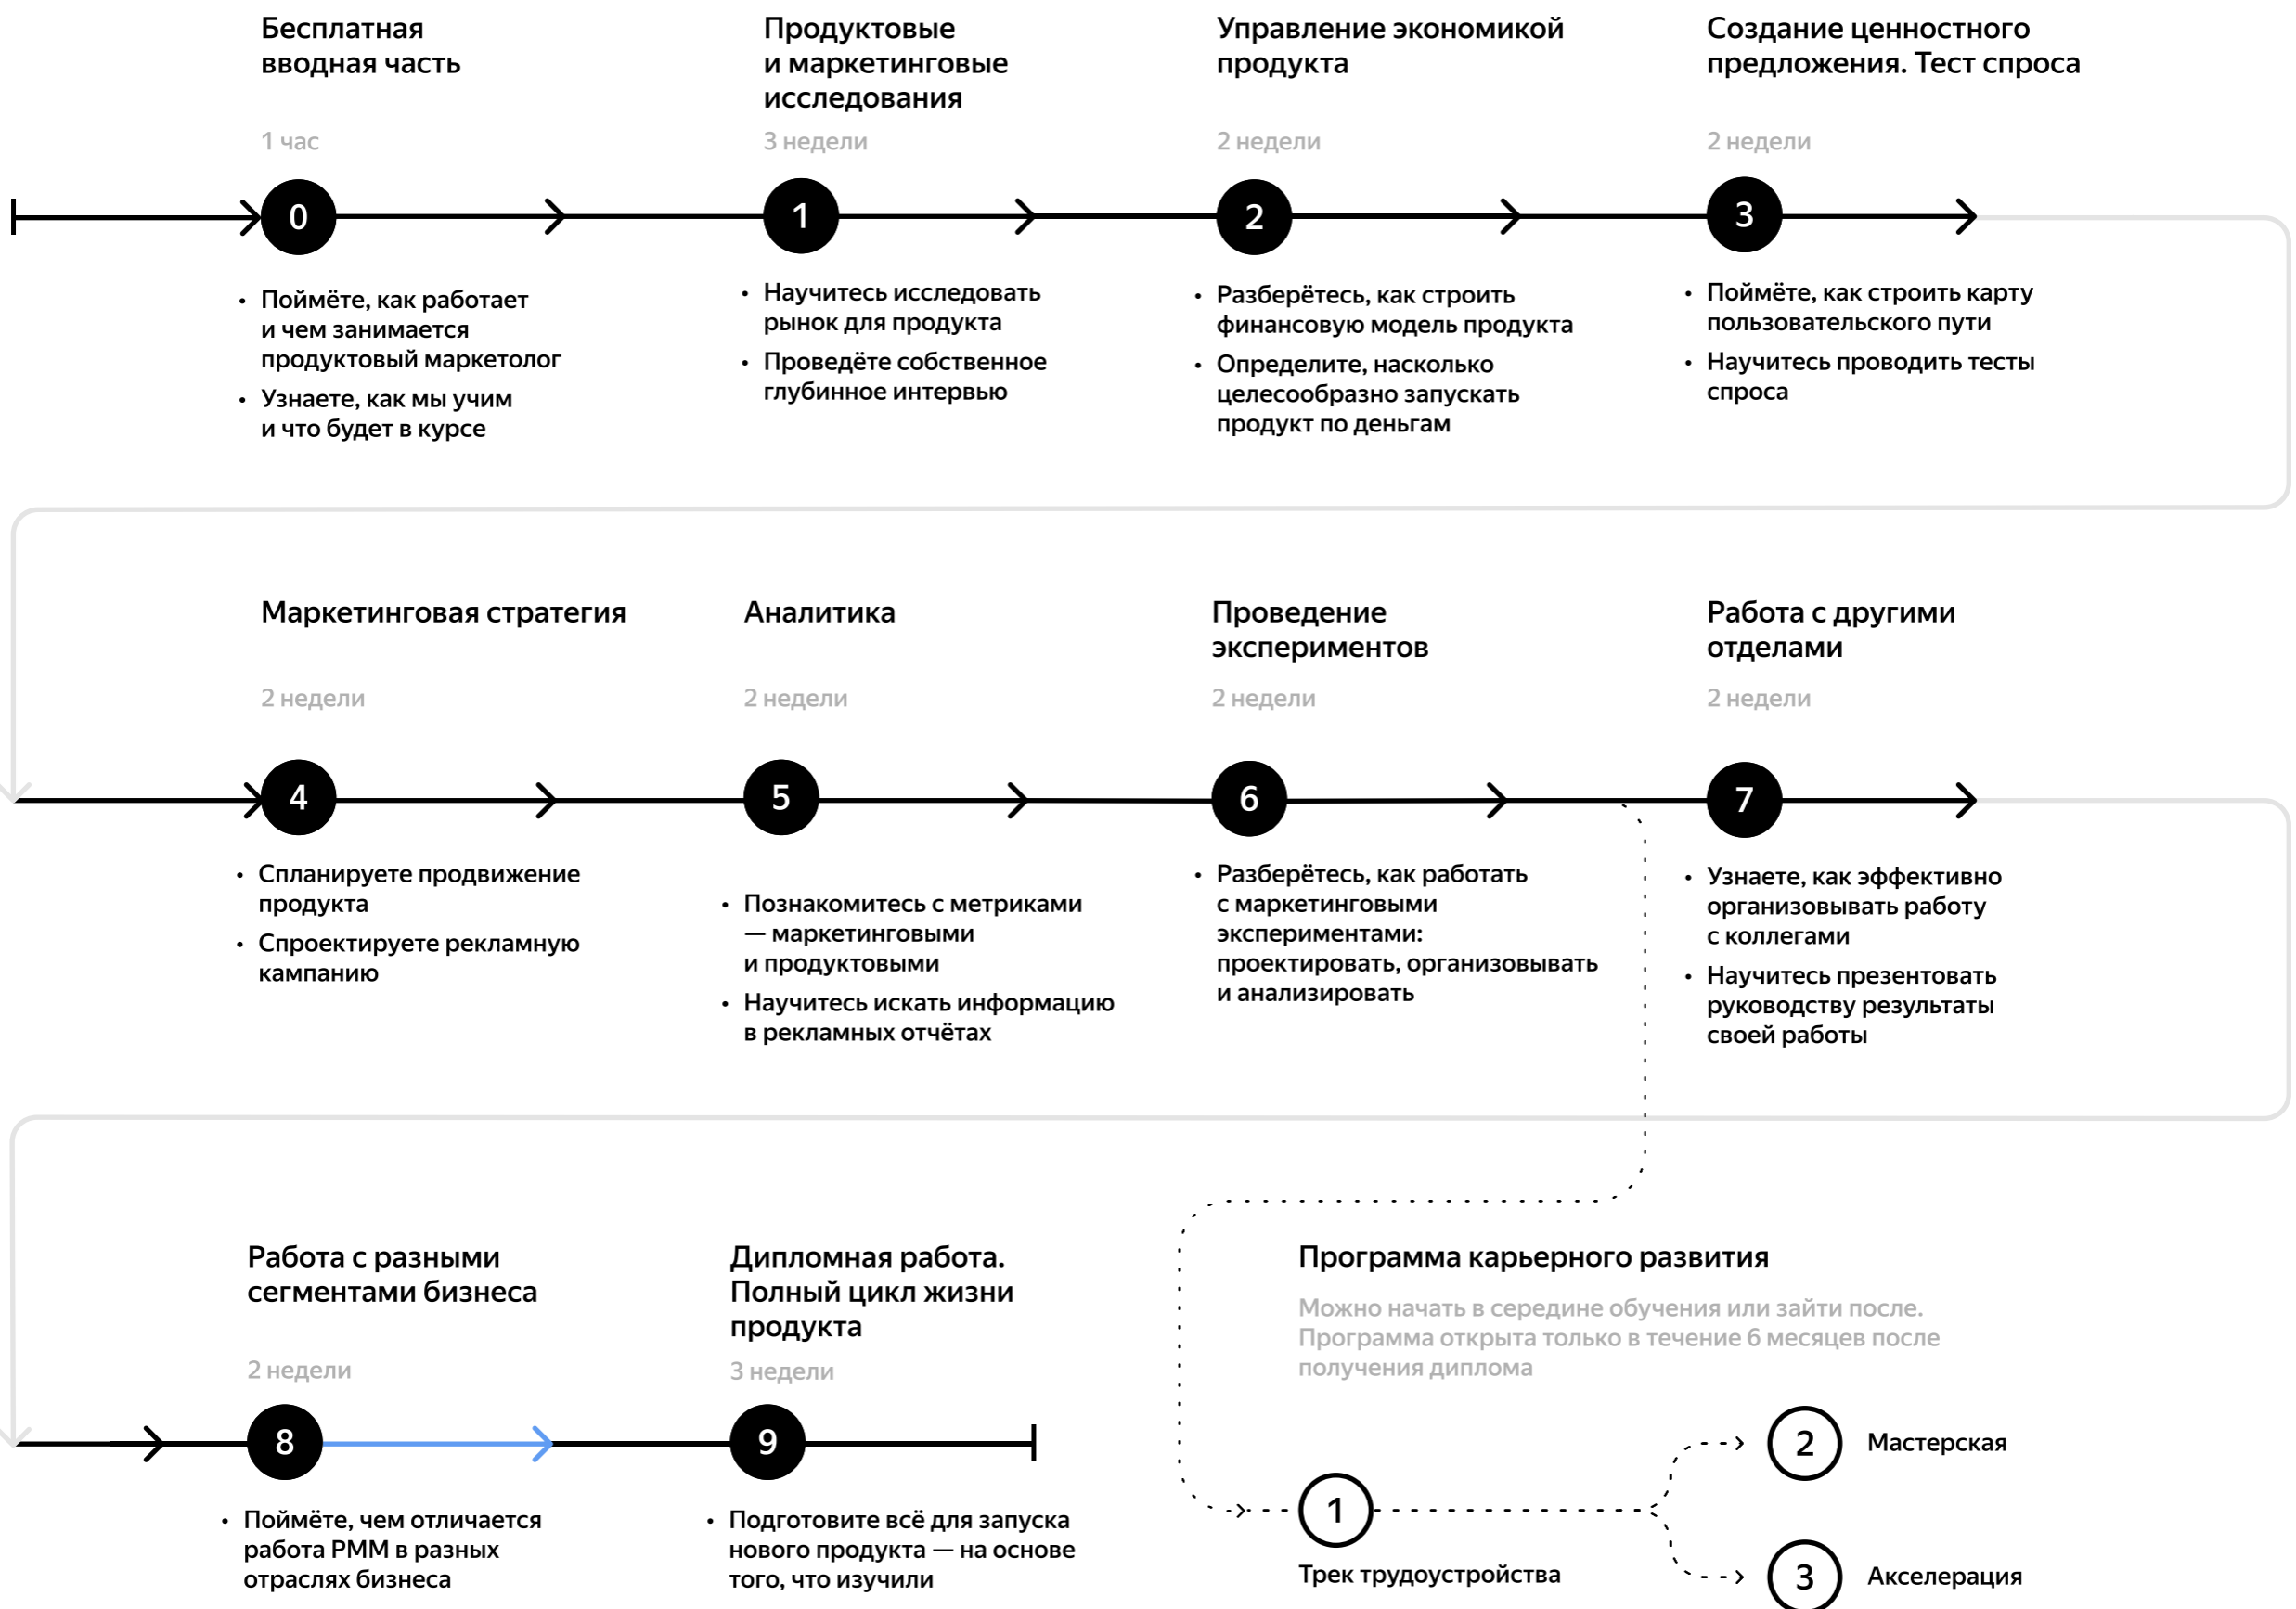 Бесплатная
вводная часть
1 час
0
• Поймёте, как работает
и чем занимается
продуктовый маркетолог
• Узнаете, как мы учим
и что будет в курсе
Продуктовые
и маркетинговые
исследования
3 недели
1
• Научитесь исследовать
рынок для продукта
• Проведёте собственное
глубинное интервью
Управление экономикой
продукта
2 недели
2
• Разберётесь, как строить
финансовую модель продукта
• Определите, насколько
целесообразно запускать
продукт по деньгам
Создание ценностного
предложения. Тест спроса
2 недели
3
• Поймёте, как строить карту
пользовательского пути
• Научитесь проводить тесты
спроса
Маркетинговая стратегия
2 недели
4
• Спланируете продвижение
продукта
• Спроектируете рекламную
кампанию
Аналитика
2 недели
5
• Познакомитесь с метриками
— маркетинговыми
и продуктовыми
• Научитесь искать информацию
в рекламных отчётах
Проведение
экспериментов
2 недели
6
• Разберётесь, как работать
с маркетинговыми
экспериментами:
проектировать, организовывать
и анализировать
Работа с другими
отделами
2 недели
7
• Узнаете, как эффективно
организовывать работу
с коллегами
• Научитесь презентовать
руководству результаты
своей работы
Работа с разными
сегментами бизнеса
2 недели
8
• Поймёте, чем отличается
работа PMM в разных
отраслях бизнеса
Дипломная работа.
Полный цикл жизни
продукта
3 недели
9
• Подготовите всё для запуска
нового продукта — на основе
того, что изучили
Программа карьерного развития
Можно начать в середине обучения или зайти после.
Программа открыта только в течение 6 месяцев после
получения диплома
1
Трек трудоустройства
2
Мастерская
3
Акселерация